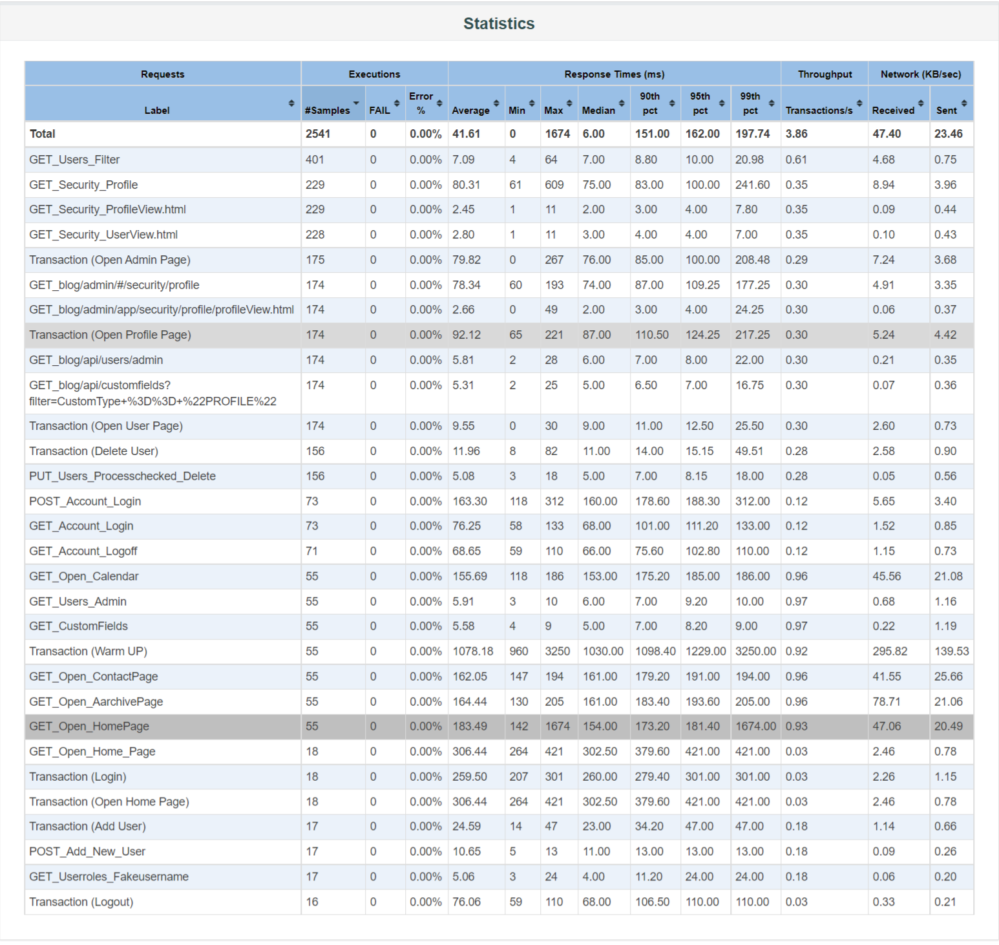 Statistics
Requests Executions Response Times (ms) Throughput Network (KB/sec)
Label #Samples FAIL Error % Average Min Max Median 90th pct 95th pct 99th pct Transactions/s Received Sent
Total 2541 0 0.00% 41.61 0 1674 6.00 151.00 162.00 197.74 3.86 47.40 23.46
GET_Users_Filter 401 0 0.00% 7.09 4 64 7.00 8.80 10.00 20.98 0.61 4.68 0.75
GET_Security_Profile 229 0 0.00% 80.31 61 609 75.00 83.00 100.00 241.60 0.35 8.94 3.96
GET_Security_ProfileView.html 229 0 0.00% 2.45 1 11 2.00 3.00 4.00 7.80 0.35 0.09 0.44
GET_Security_UserView.html 228 0 0.00% 2.80 1 11 3.00 4.00 4.00 7.00 0.35 0.10 0.43
Transaction (Open Admin Page) 175 0 0.00% 79.82 0 267 76.00 85.00 100.00 208.48 0.29 7.24 3.68
GET_blog/admin/#/security/profile 174 0 0.00% 78.34 60 193 74.00 87.00 109.25 177.25 0.30 4.91 3.35
GET_blog/admin/app/security/profile/profileView.html 174 0 0.00% 2.66 0 49 2.00 3.00 4.00 24.25 0.30 0.06 0.37
Transaction (Open Profile Page) 174 0 0.00% 92.12 65 221 87.00 110.50 124.25 217.25 0.30 5.24 4.42
GET_blog/api/users/admin 174 0 0.00% 5.81 2 28 6.00 7.00 8.00 22.00 0.30 0.21 0.35
GET_blog/api/customfields? 174 0 0.00% 5.31 2 25 5.00 6.50 7.00 16.75 0.30 0.07 0.36
filter=CustomType+%3D%3D+%22PROFILE%22
Transaction (Open User Page) 174 0 0.00% 9.55 0 30 9.00 11.00 12.50 25.50 0.30 2.60 0.73
Transaction (Delete User) 156 0 0.00% 11.96 8 82 11.00 14.00 15.15 49.51 0.28 2.58 0.90
PUT_Users_Processchecked_Delete 156 0 0.00% 5.08 3 18 5.00 7.00 8.15 18.00 0.28 0.05 0.56
POST_Account_Login 73 0 0.00% 163.30 118 312 160.00 178.60 188.30 312.00 0.12 5.65 3.40
GET_Account_Login 73 0 0.00% 76.25 58 133 68.00 101.00 111.20 133.00 0.12 1.52 0.85
GET_Account_Logoff 71 0 0.00% 68.65 59 110 66.00 75.60 102.80 110.00 0.12 1.15 0.73
GET_Open_Calendar 55 0 0.00% 155.69 118 186 153.00 175.20 185.00 186.00 0.96 45.56 21.08
GET_Users_Admin 55 0 0.00% 5.91 3 10 6.00 7.00 9.20 10.00 0.97 0.68 1.16
GET_CustomFields 55 0 0.00% 5.58 4 9 5.00 7.00 8.20 9.00 0.97 0.22 1.19
Transaction (Warm UP) 55 0 0.00% 1078.18 960 3250 1030.00 1098.40 1229.00 3250.00 0.92 295.82 139.53
GET_Open_ContactPage 55 0 0.00% 162.05 147 194 161.00 179.20 191.00 194.00 0.96 41.55 25.66
GET_Open_AarchivePage 55 0 0.00% 164.44 130 205 161.00 183.40 193.60 205.00 0.96 78.71 21.06
GET_Open_HomePage 55 0 0.00% 183.49 142 1674 154.00 173.20 181.40 1674.00 0.93 47.06 20.49
GET_Open_Home_Page 18 0 0.00% 306.44 264 421 302.50 379.60 421.00 421.00 0.03 2.46 0.78
Transaction (Login) 18 0 0.00% 259.50 207 301 260.00 279.40 301.00 301.00 0.03 2.26 1.15
Transaction (Open Home Page) 18 0 0.00% 306.44 264 421 302.50 379.60 421.00 421.00 0.03 2.46 0.78
Transaction (Add User) 17 0 0.00% 24.59 14 47 23.00 34.20 47.00 47.00 0.18 1.14 0.66
POST_Add_New_User 17 0 0.00% 10.65 5 13 11.00 13.00 13.00 13.00 0.18 0.09 0.26
GET_Userroles_Fakeusername 17 0 0.00% 5.06 3 24 4.00 11.20 24.00 24.00 0.18 0.06 0.20
Transaction (Logout) 16 0 0.00% 76.06 59 110 68.00 106.50 110.00 110.00 0.03 0.33 0.21